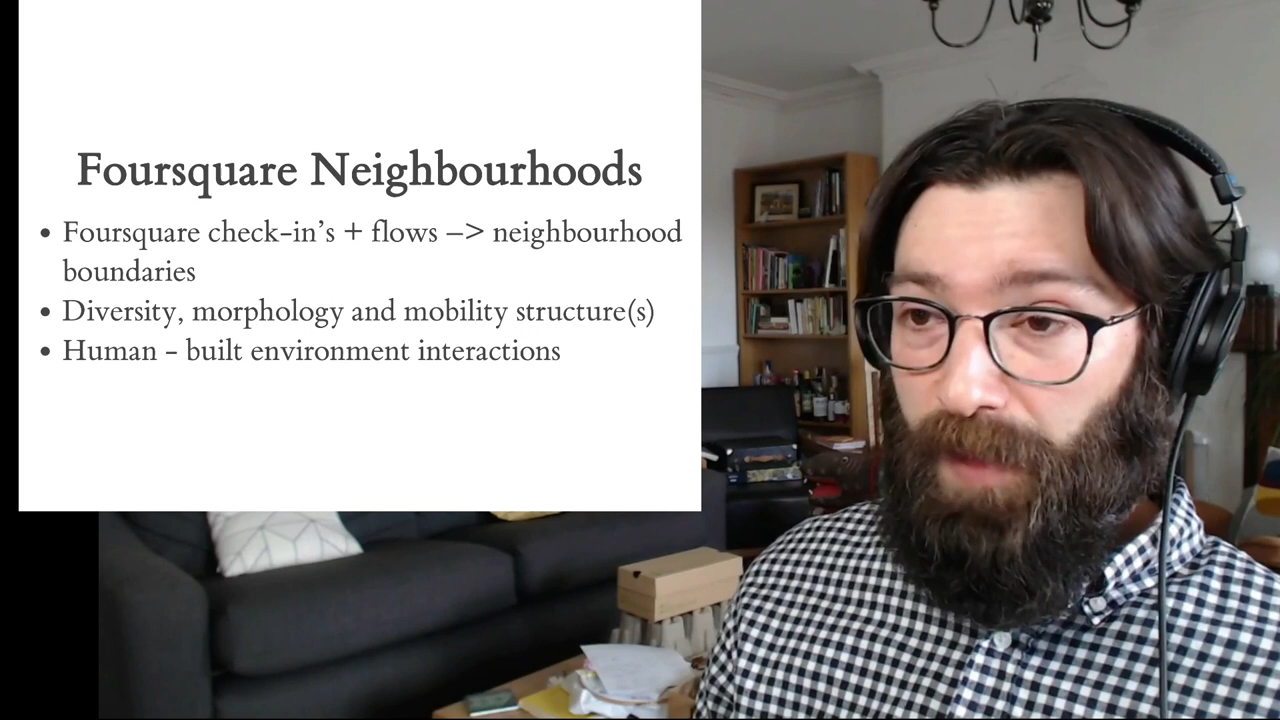 Foursquare Neighbourhoods
• Foursquare check-in's + flows –> neighbourhood
boundaries
• Diversity, morphology and mobility structure(s)
• Human - built environment interactions